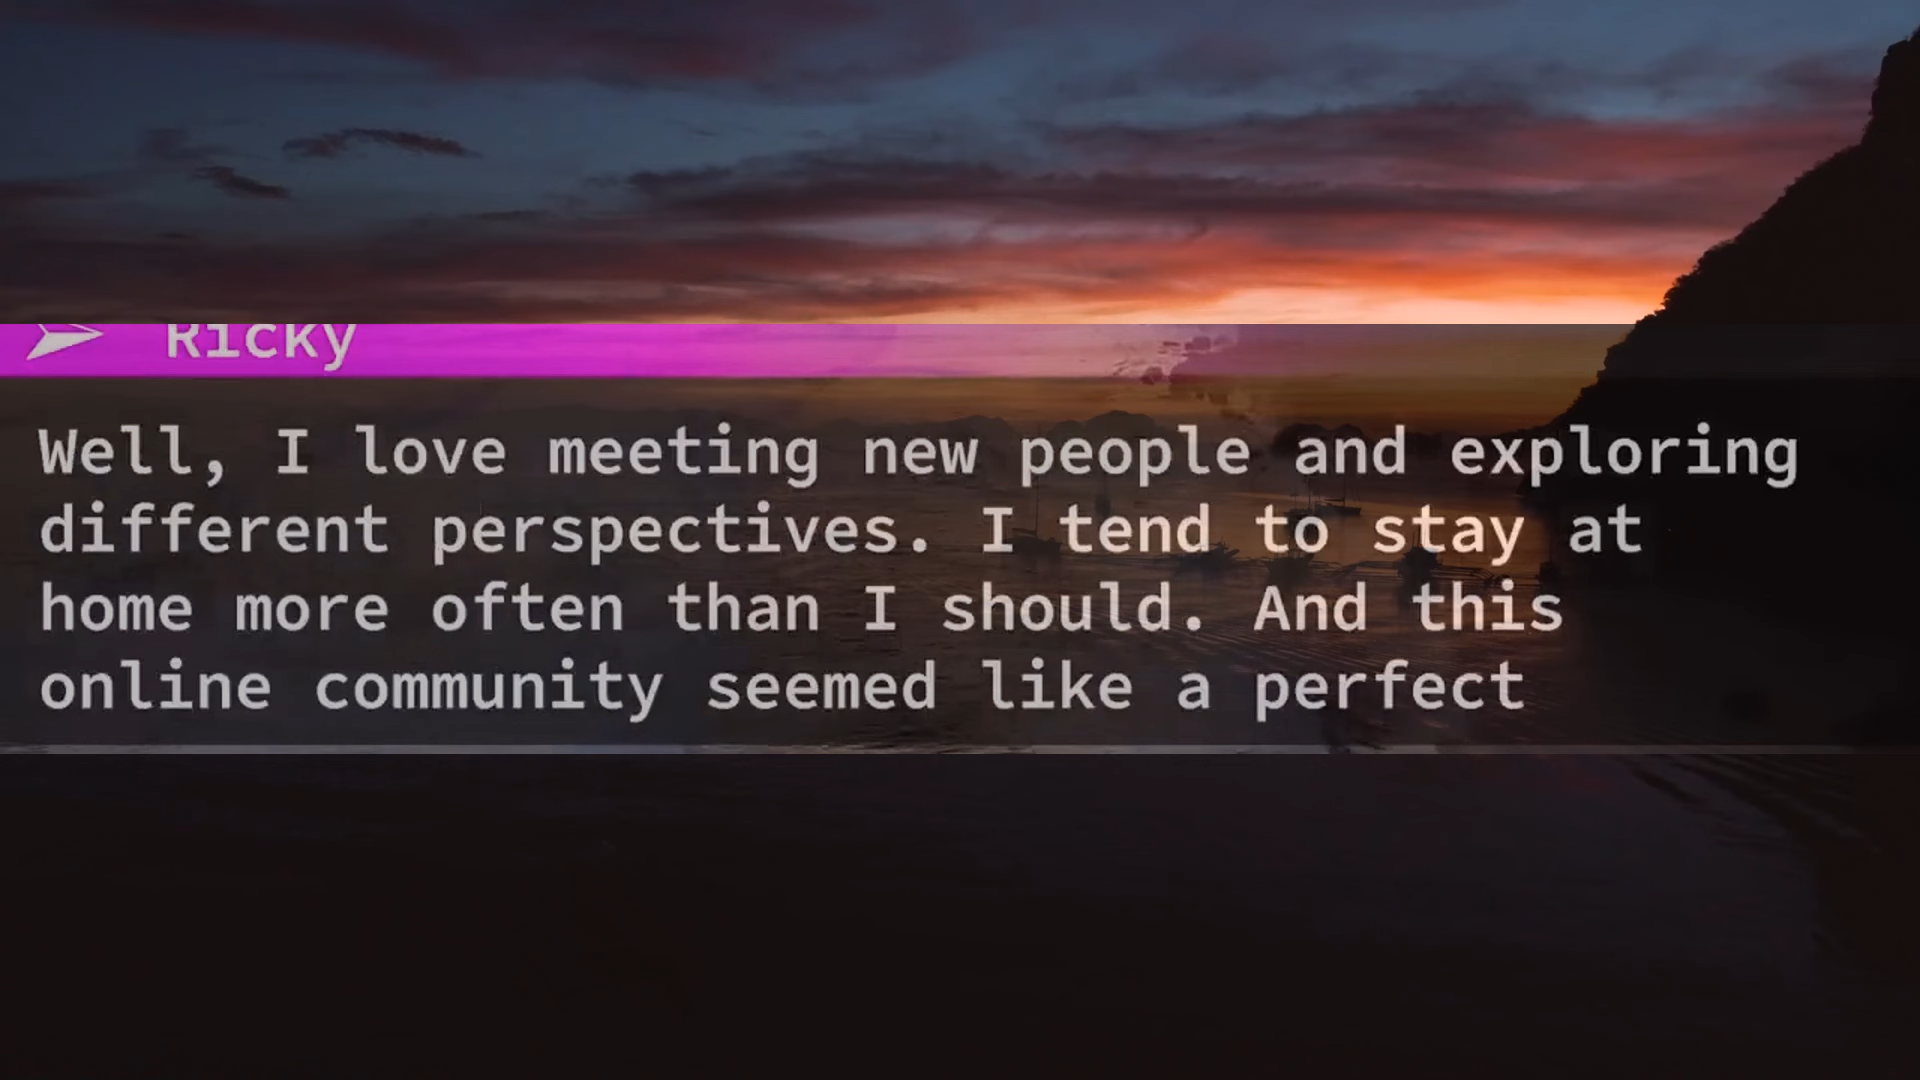 Ricky
Well, I love meeting new people and exploring
different perspectives. I tend to stay at
home more often than I should. And this
online community seemed like a perfect